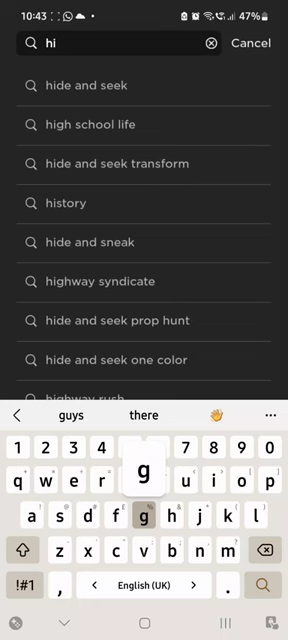 10:43 47%
hi Cancel
hide and seek
high school life
hide and seek transform
history
hide and sneak
highway syndicate
hide and seek prop hunt
hide and seek one color
highway rush
guys there 👋 ...
1 2 3 4 7 8 9 0
g
q w e r u i o p
a s d f g h j k l
z x c v b n m
!#1 , < English (UK) > .